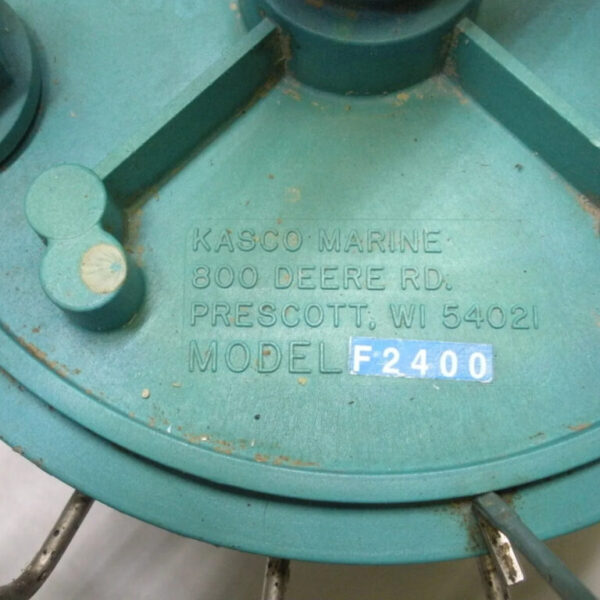 KASCO MARINE
800 DEERE RD.
PRESCOTT, WI 54021
MODEL F2400